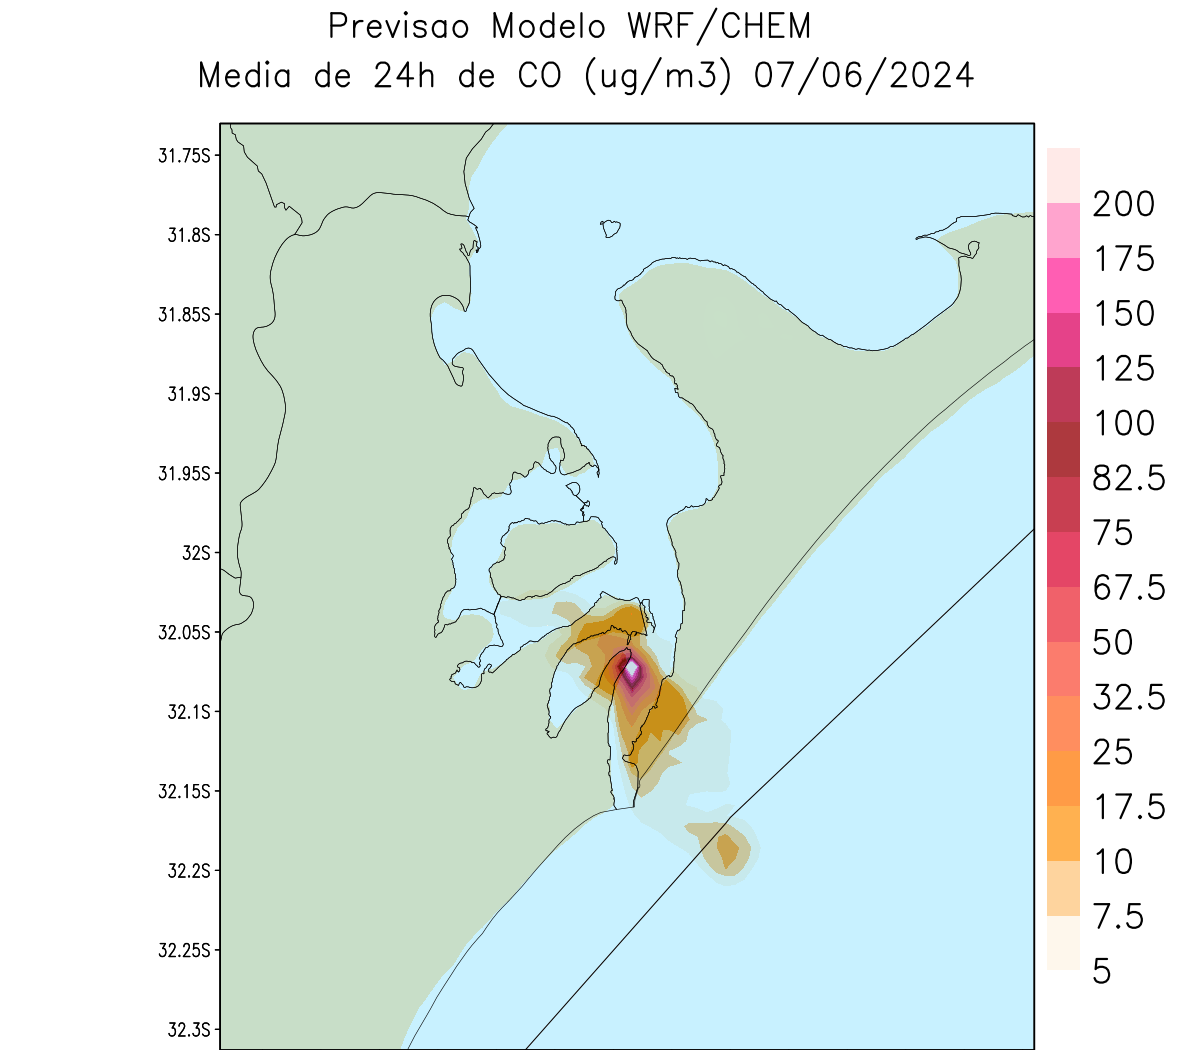 Previsao Modelo WRF/CHEM
Media de 24h de CO (ug/m3) 07/06/2024
31.75S
31.8S
31.85S
31.9S
31.95S
32S
32.05S
32.1S
32.15S
32.2S
32.25S
32.3S
200
175
150
125
100
82.5
75
67.5
50
32.5
25
17.5
10
7.5
5